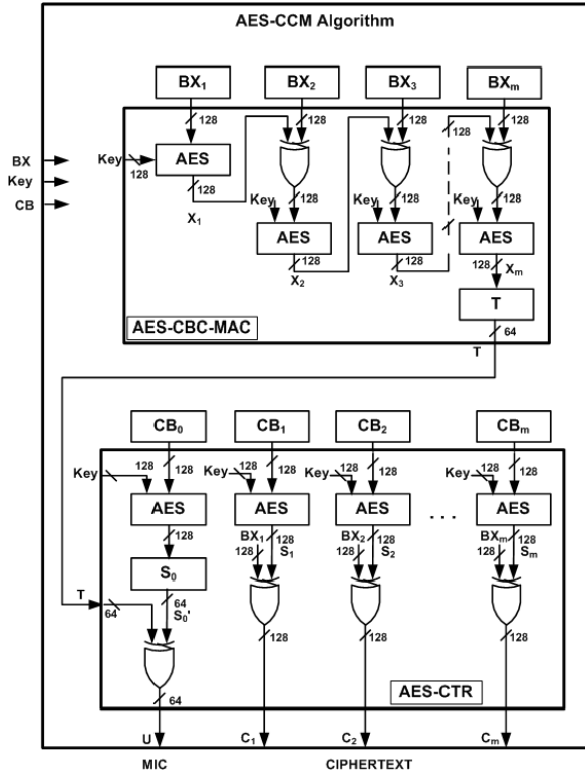 AES-CCM Algorithm
BX1 BX2 BX3 BXm
128 128 128 128
BX
Key
CB
Key 128 AES 128 128
128
X1
Key 128 Key 128 Key 128
AES AES AES
128 128 128
X2 X3 Xm
T
AES-CBC-MAC 64
T
CB0 CB1 CB2 CBm
Key 128 128 Key 128 128 Key 128 128 Key 128 128
AES AES AES . . . AES
128 BX1 128 BX2 128 BXm 128
S0 128 S1 128 S2 128 Sm
T 64 64
S0'
128 128 128
64 AES-CTR
U C1 C2 Cm
MIC CIPHERTEXT